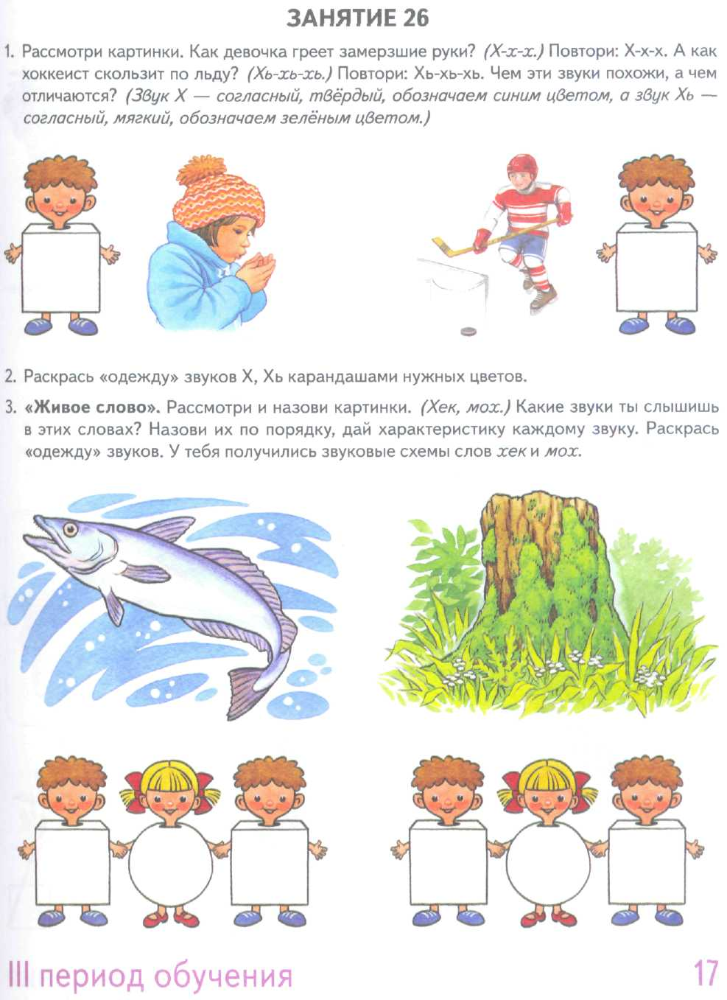 ЗАНЯТИЕ 26
1. Рассмотри картинки. Как девочка греет замерзшие руки? (Х-х-х.) Повтори: Х-х-х. А как
хоккеист скользит по льду? (Хь-хь-хь.) Повтори: Хь-хь-хь. Чем эти звуки похожи, а чем
отличаются? (Звук Х — согласный, твёрдый, обозначаем синим цветом, а звук Хь —
согласный, мягкий, обозначаем зелёным цветом.)
2. Раскрась «одежду» звуков Х, Хь карандашами нужных цветов.
3. «Живое слово». Рассмотри и назови картинки. (Хек, мох.) Какие звуки ты слышишь
в этих словах? Назови их по порядку, дай характеристику каждому звуку. Раскрась
«одежду» звуков. У тебя получились звуковые схемы слов хек и мох.
III период обучения
17